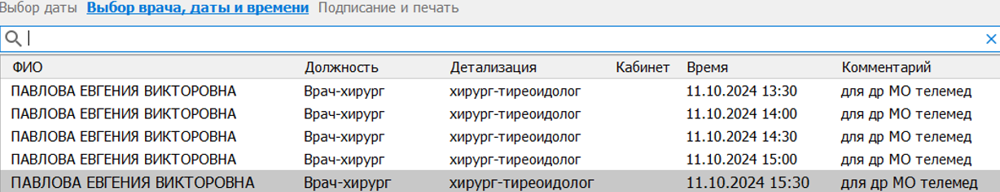 Выбор даты Выбор врача, даты и времени Подписание и печать
ФИО Должность Детализация Кабинет Время Комментарий
ПАВЛОВА ЕВГЕНИЯ ВИКТОРОВНА Врач-хирург хирург-тиреоидолог 11.10.2024 13:30 для др МО телемед
ПАВЛОВА ЕВГЕНИЯ ВИКТОРОВНА Врач-хирург хирург-тиреоидолог 11.10.2024 14:00 для др МО телемед
ПАВЛОВА ЕВГЕНИЯ ВИКТОРОВНА Врач-хирург хирург-тиреоидолог 11.10.2024 14:30 для др МО телемед
ПАВЛОВА ЕВГЕНИЯ ВИКТОРОВНА Врач-хирург хирург-тиреоидолог 11.10.2024 15:00 для др МО телемед
ПАВЛОВА ЕВГЕНИЯ ВИКТОРОВНА Врач-хирург хирург-тиреоидолог 11.10.2024 15:30 для др МО телемед